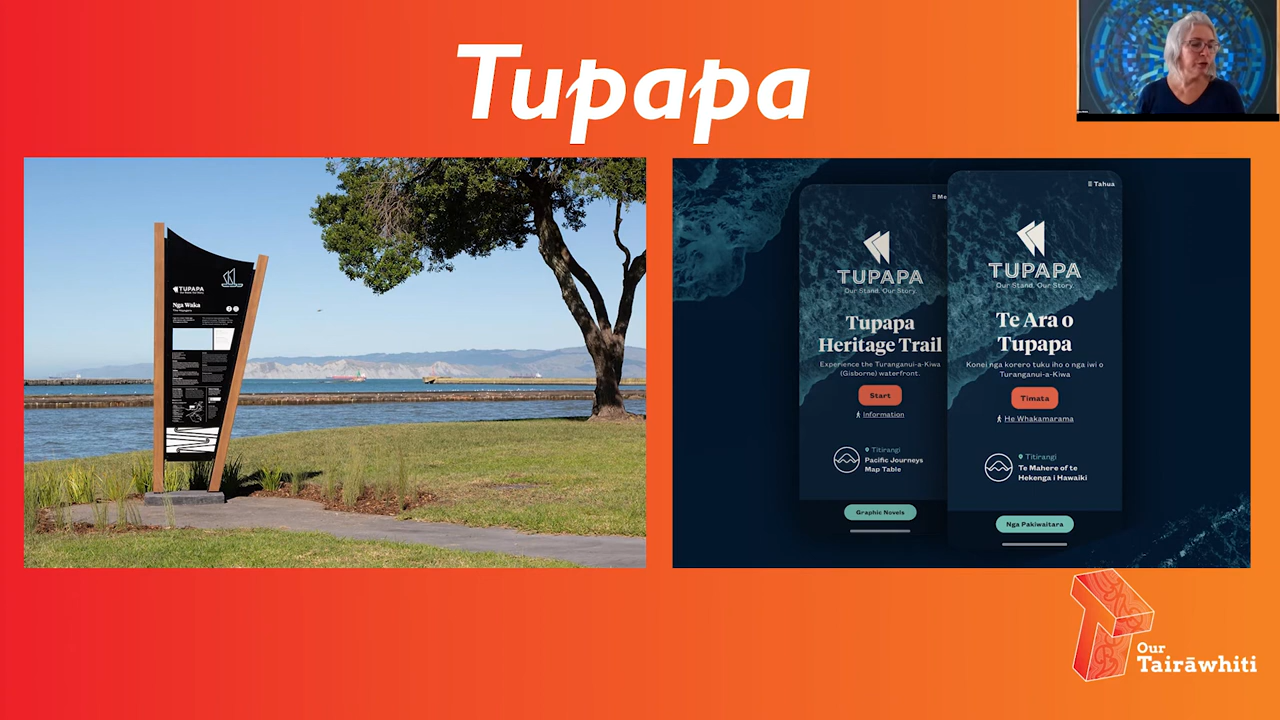 Tupapa
TUPAPA
Nga Waka
≡ Me
TUPAPA
Our Stand. Our Story.
Tupapa
Heritage Trail
Experience the Turanganui-a-Kiwa
(Gisborne) waterfront.
Start
Information
Titirangi
Pacific Journeys
Map Table
Graphic Novels
≡ Tahua
TUPAPA
Our Stand. Our Story.
Te Ara o
Tupapa
Konei nga korero tuku iho o nga iwi o
Turanganui-a-Kiwa
Timata
He Whakamarama
Titirangi
Te Mahere of te
Hekenga i Hawaiki
Nga Pakiwaitara
Our
Tairāwhiti